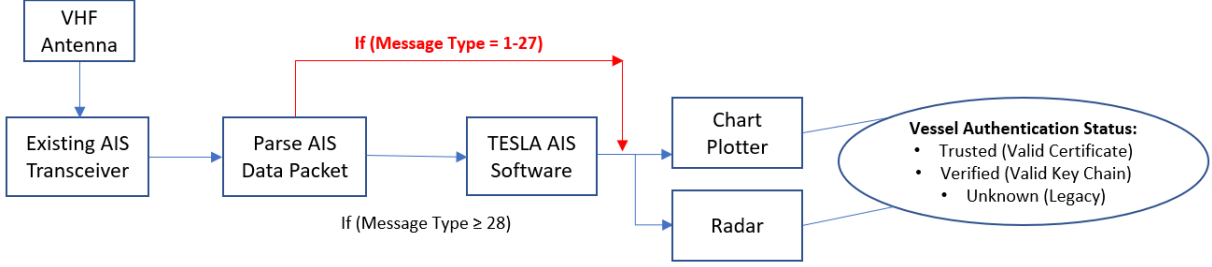 VHF
Antenna
If (Message Type = 1-27)
Existing AIS
Transceiver
Parse AIS
Data Packet
TESLA AIS
Software
If (Message Type ≥ 28)
Chart
Plotter
Radar
Vessel Authentication Status:
• Trusted (Valid Certificate)
• Verified (Valid Key Chain)
• Unknown (Legacy)